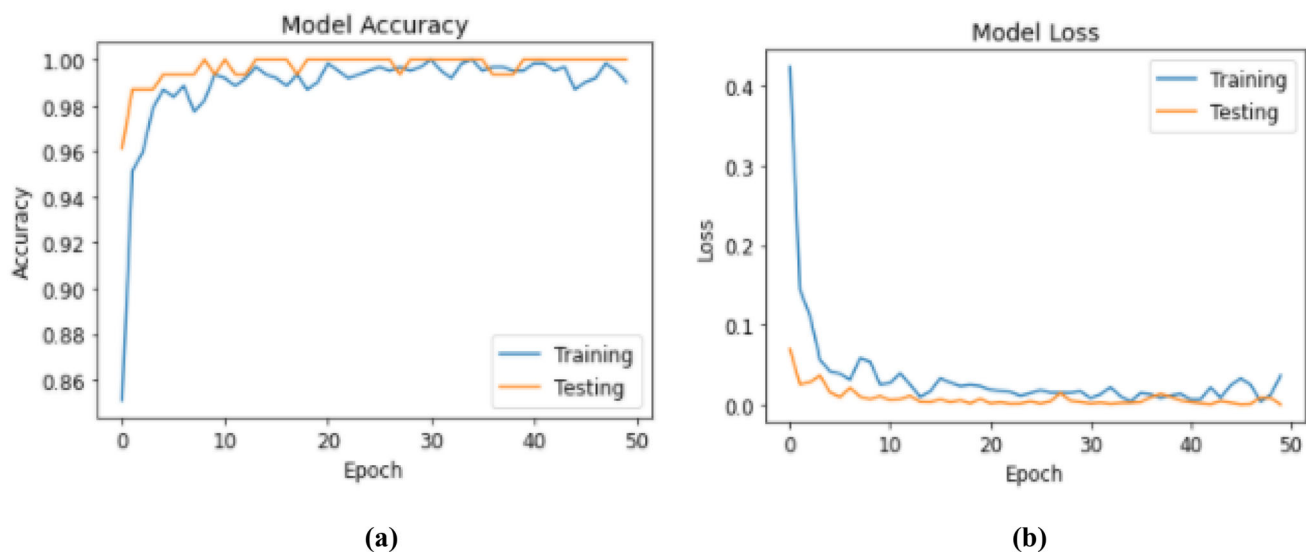 Model Accuracy
1.00
0.98
0.96
0.94
0.92
0.90
0.88
0.86
Accuracy
Training
Testing
0
10
20
30
40
50
Epoch
(a)
Model Loss
0.4
0.3
0.2
0.1
0.0
Loss
Training
Testing
0
10
20
30
40
50
Epoch
(b)